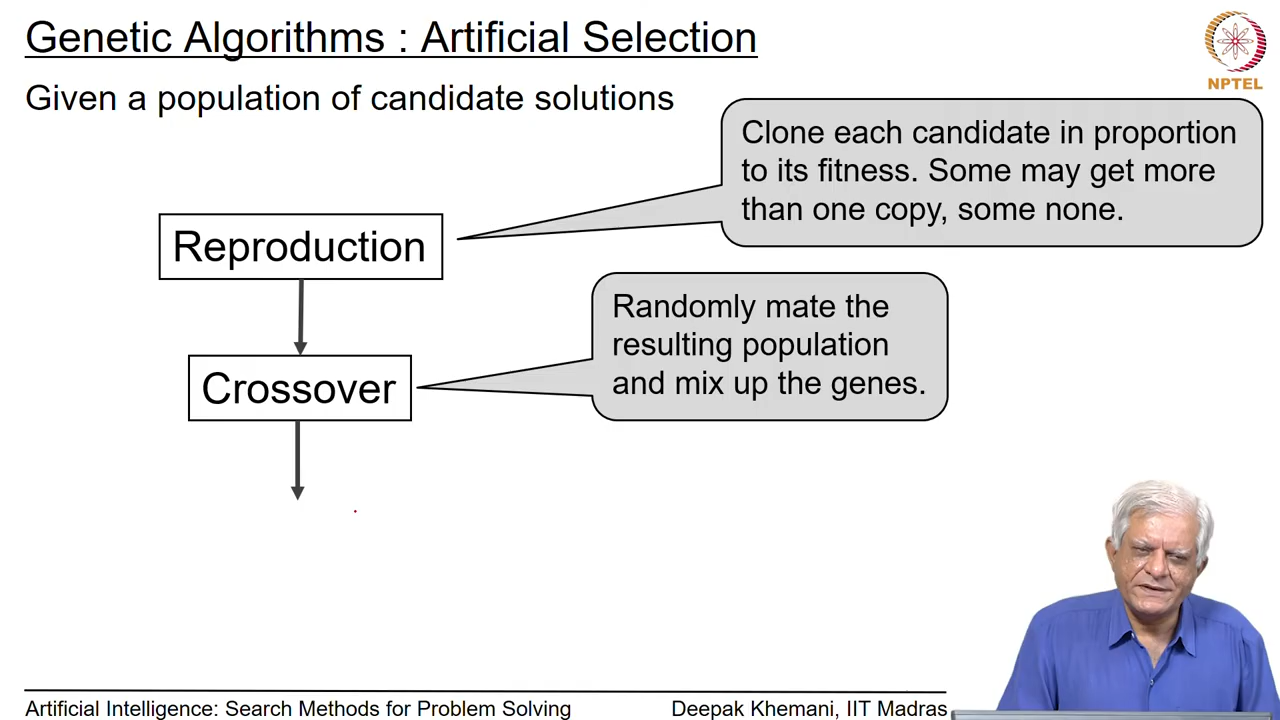 Genetic Algorithms : Artificial Selection
NPTEL
Given a population of candidate solutions
Clone each candidate in proportion
to its fitness. Some may get more
than one copy, some none.
Reproduction
Randomly mate the
resulting population
and mix up the genes.
Crossover
Artificial Intelligence: Search Methods for Problem Solving
Deepak Khemani, IIT Madras